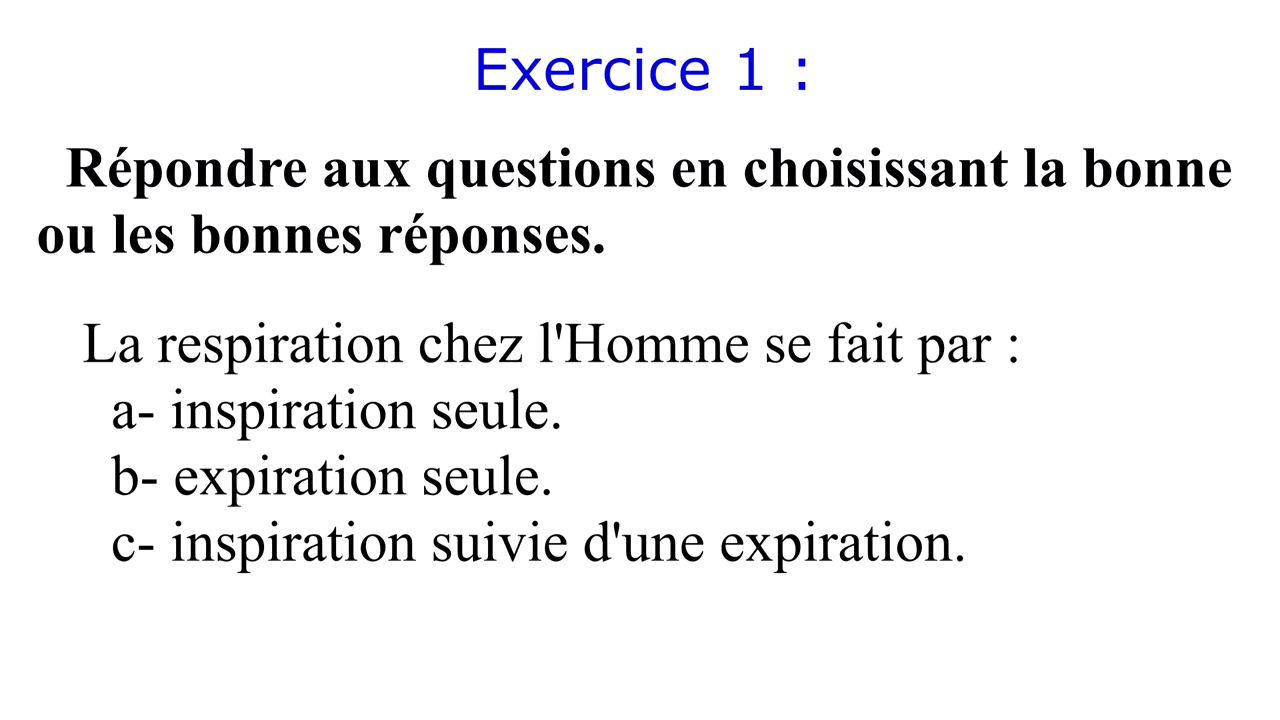 Exercice 1 :
Répondre aux questions en choisissant la bonne
ou les bonnes réponses.
La respiration chez l'Homme se fait par :
a- inspiration seule.
b- expiration seule.
c- inspiration suivie d'une expiration.